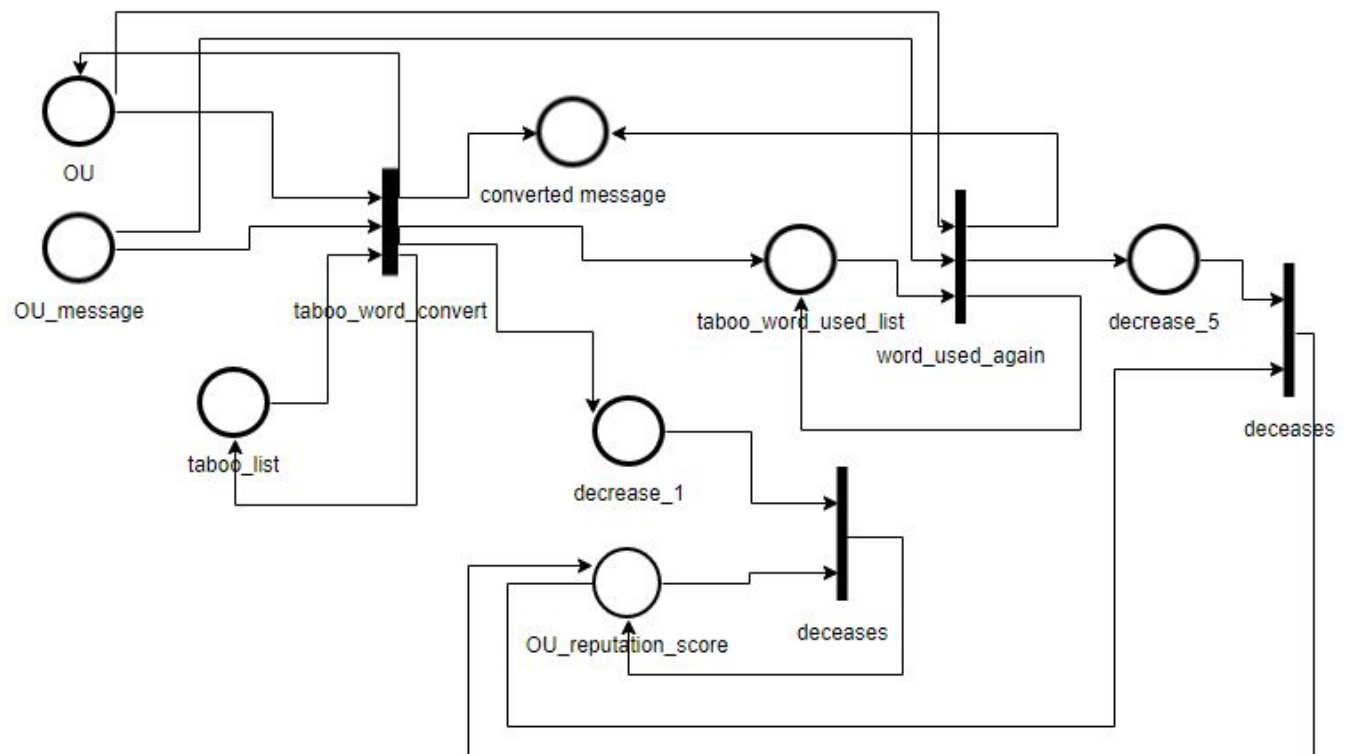 OU
converted message
OU_message
taboo_word_convert
taboo_word_used_list
decrease_5
word_used_again
deceases
taboo_list
decrease_1
deceases
OU_reputation_score